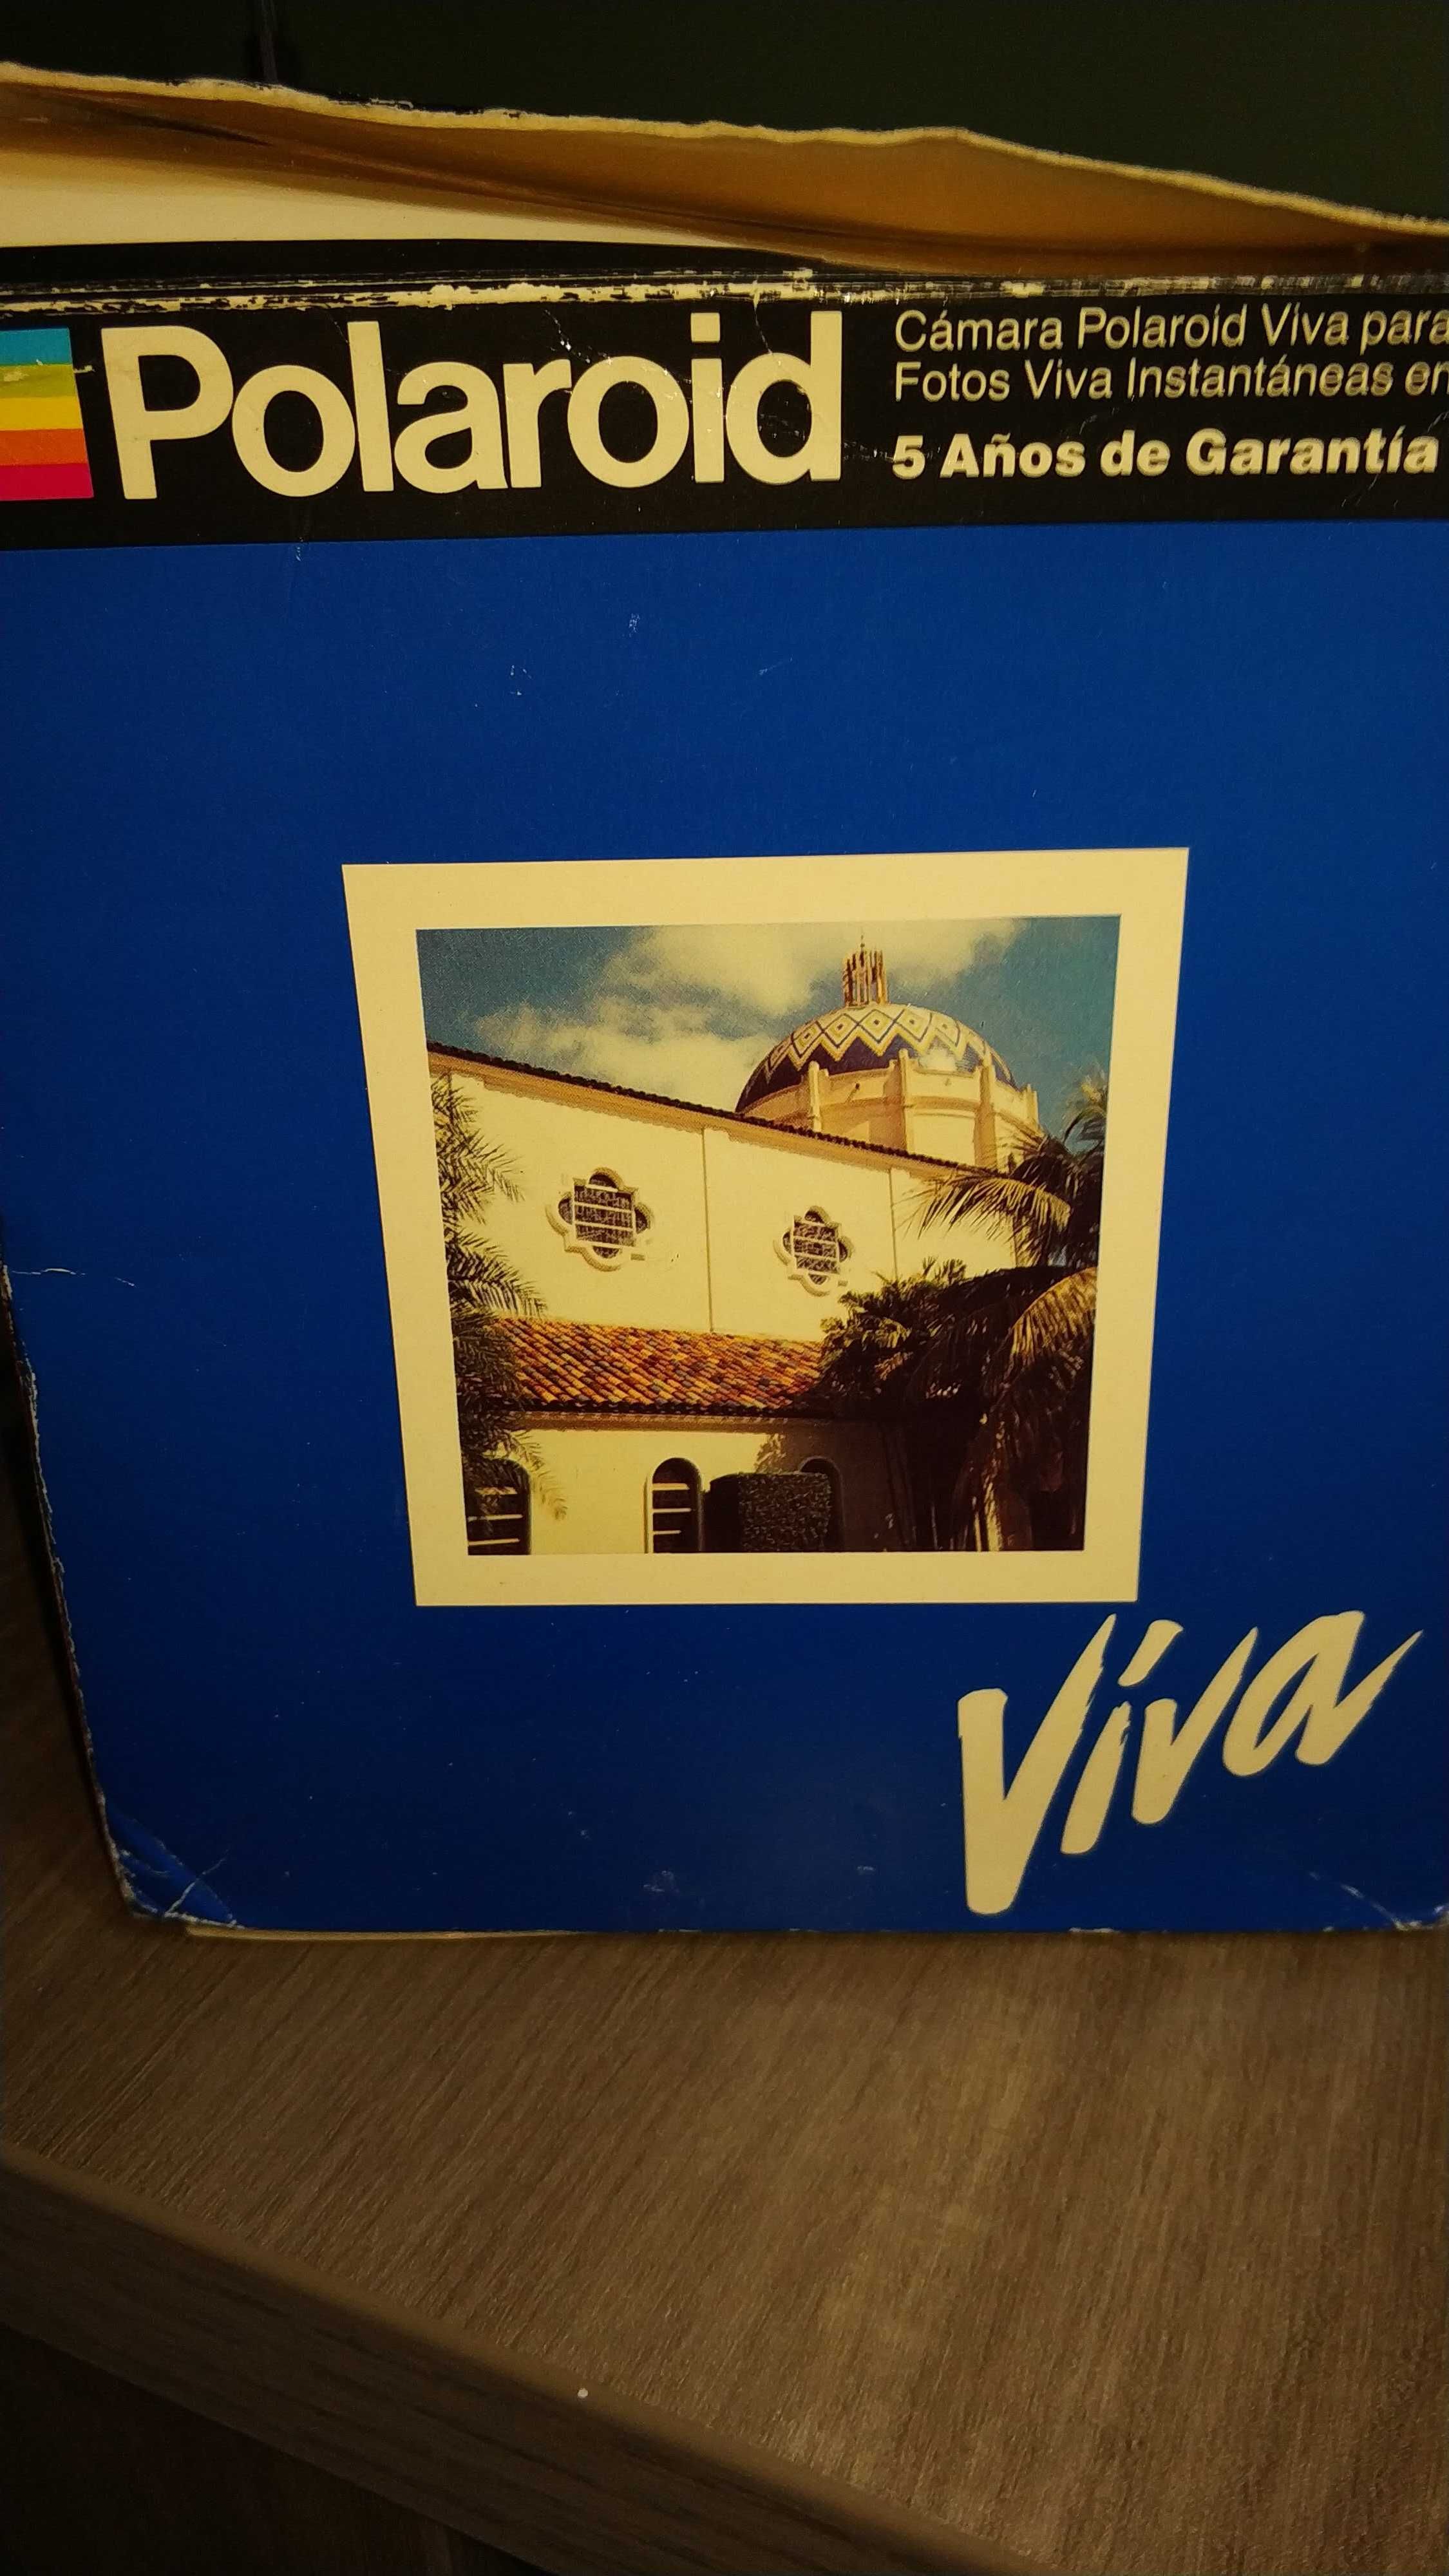 Polaroid
Cámara Polaroid Viva para
Fotos Viva Instantáneas en
5 Años de Garantía
Viva